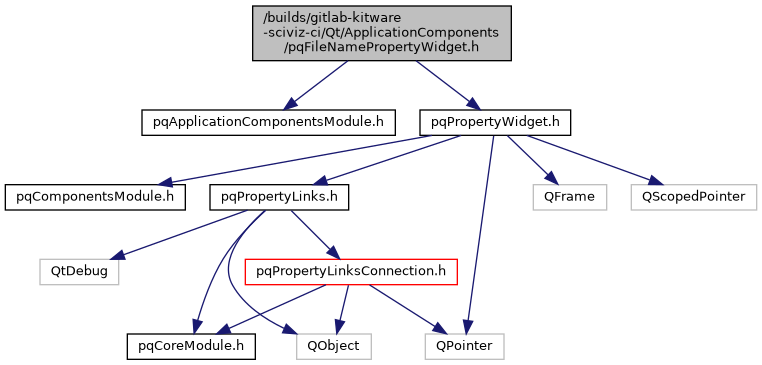 /builds/gitlab-kitware
-sciviz-ci/Qt/ApplicationComponents
/pqFileNamePropertyWidget.h
pqApplicationComponentsModule.h
pqPropertyWidget.h
pqComponentsModule.h
pqPropertyLinks.h
QFrame
QScopedPointer
QtDebug
pqPropertyLinksConnection.h
pqCoreModule.h
QObject
QPointer